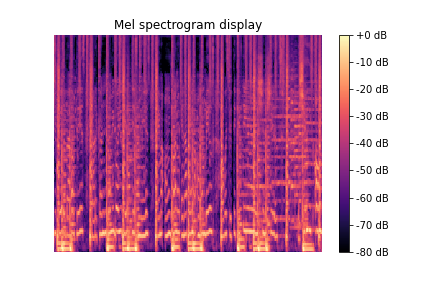 Mel spectrogram display
+0 dB
-10 dB
-20 dB
-30 dB
-40 dB
-50 dB
-60 dB
-70 dB
-80 dB